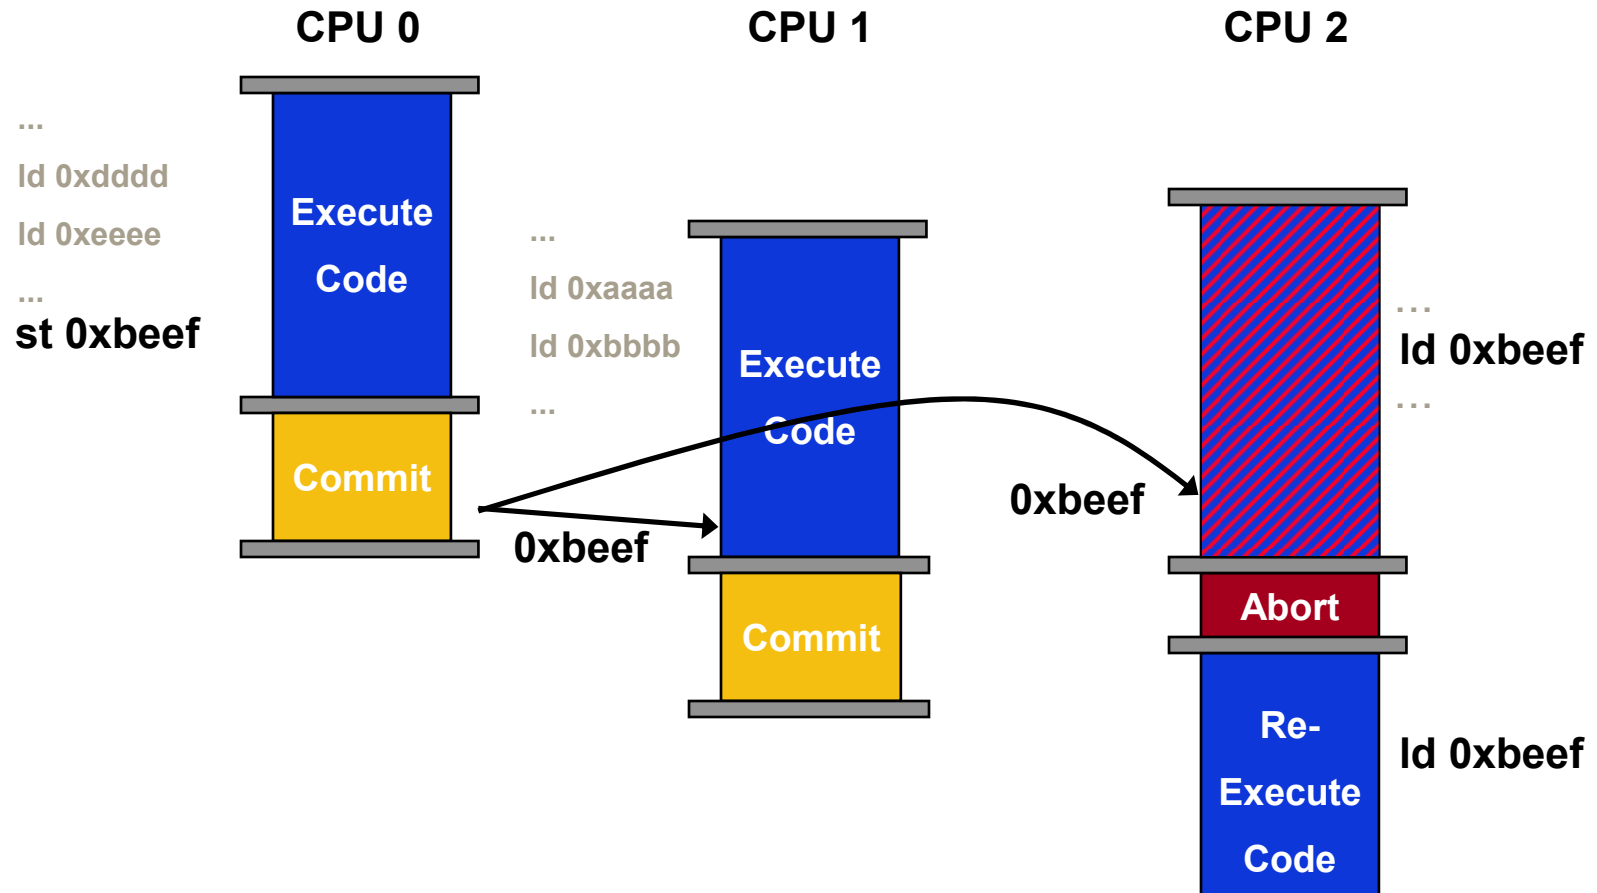 CPU 0
CPU 1
CPU 2
...
ld 0xdddd
ld 0xeeee
...
st 0xbeef
Execute
Code
Commit
0xbeef
...
ld 0xaaaa
ld 0xbbbb
...
Execute
Code
Commit
0xbeef
...
ld 0xbeef
...
Abort
Re-
Execute
Code
ld 0xbeef